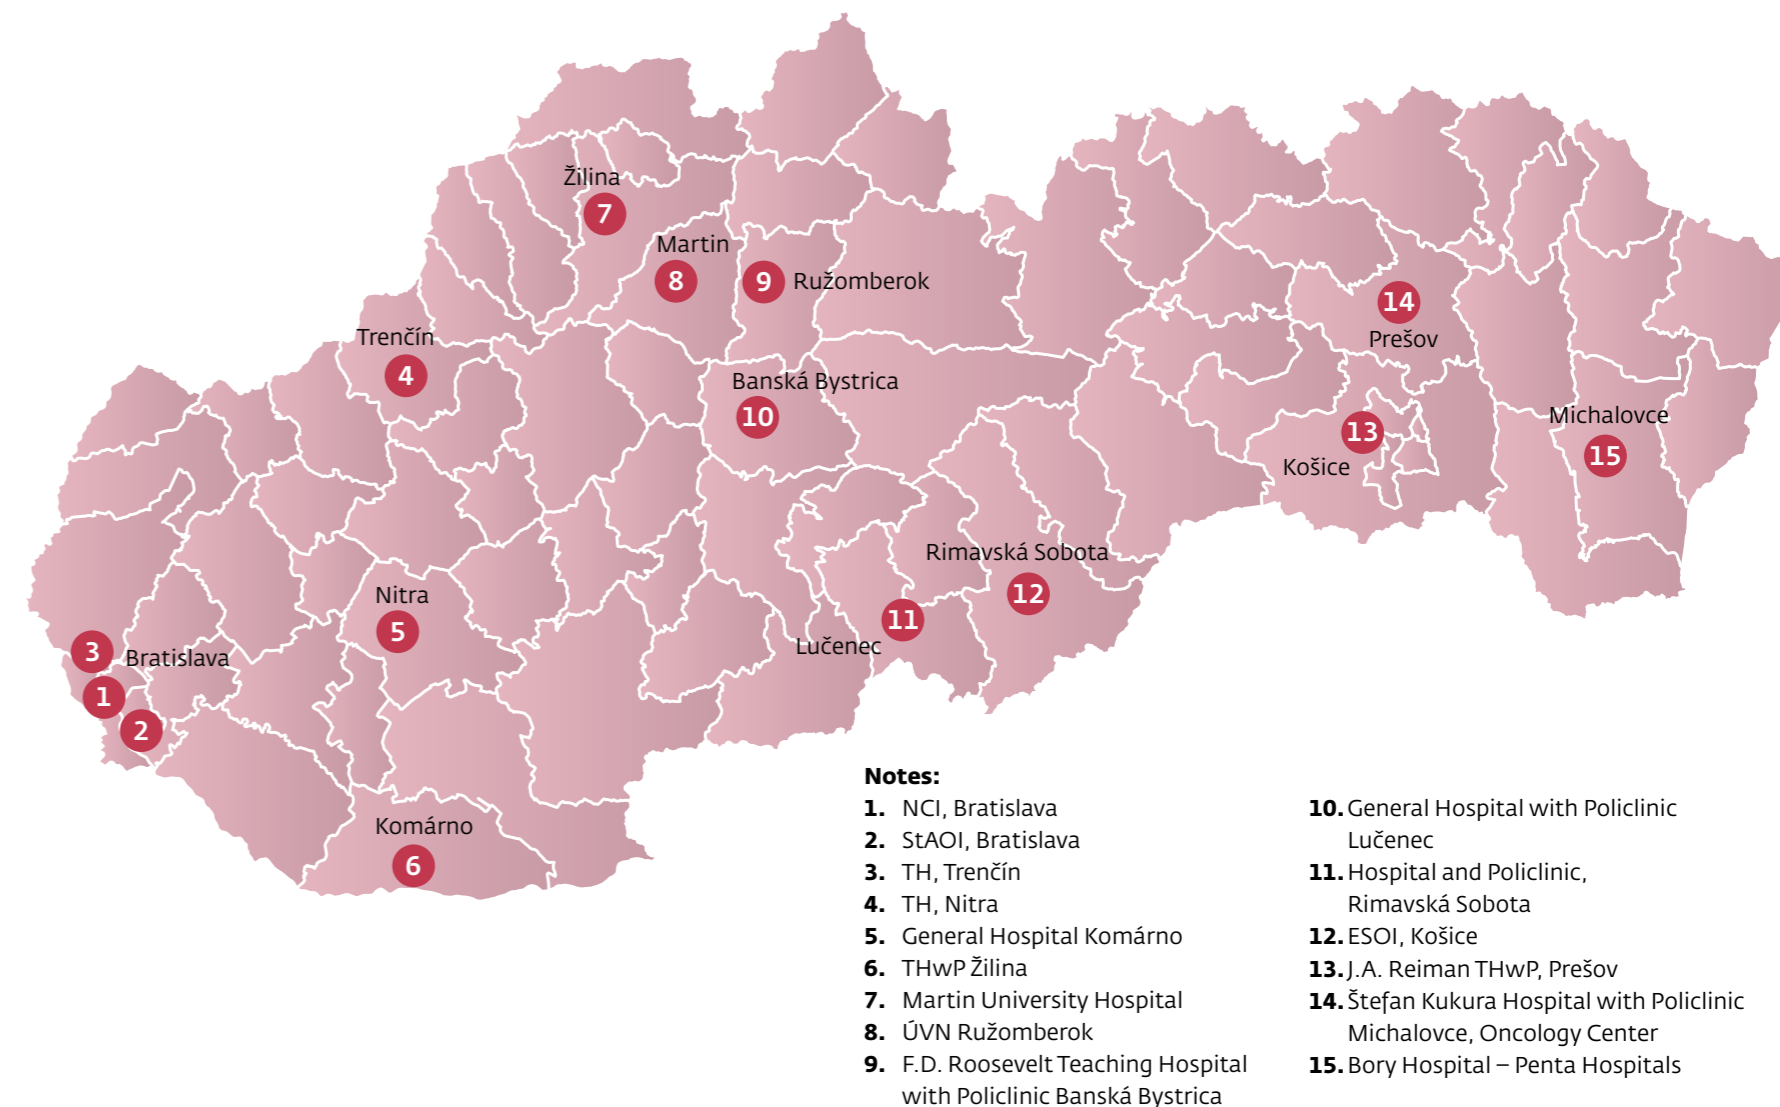 Žilina
7
Martin
8
9 Ružomberok
14
Prešov
Trenčín
4
Banská Bystrica
10
Michalovce
15
13
Košice
Rimavská Sobota
12
Nitra
5
11
Lučenec
3
Bratislava
1
2
Komárno
6
Notes:
1. NCI, Bratislava
2. StAOI, Bratislava
3. TH, Trenčín
4. TH, Nitra
5. General Hospital Komárno
6. THwP Žilina
7. Martin University Hospital
8. ÚVN Ružomberok
9. F.D. Roosevelt Teaching Hospital
with Policlinic Banská Bystrica
10. General Hospital with Policlinic
Lučenec
11. Hospital and Policlinic,
Rimavská Sobota
12. ESOI, Košice
13. J.A. Reiman THwP, Prešov
14. Štefan Kukura Hospital with Policlinic
Michalovce, Oncology Center
15. Bory Hospital – Penta Hospitals